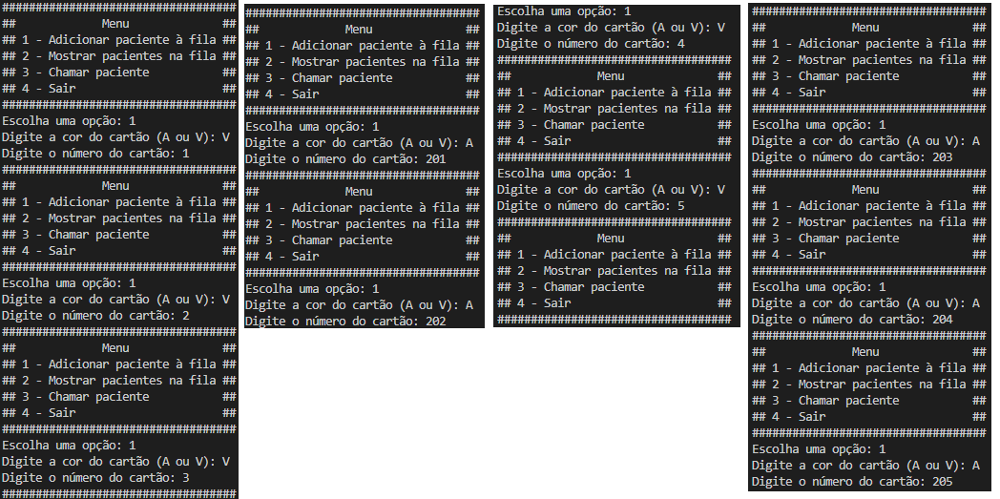 ###################################
##             Menu              ##
## 1 - Adicionar paciente à fila ##
## 2 - Mostrar pacientes na fila ##
## 3 - Chamar paciente           ##
## 4 - Sair                      ##
###################################
Escolha uma opção: 1
Digite a cor do cartão (A ou V): V
Digite o número do cartão: 1
###################################
##             Menu              ##
## 1 - Adicionar paciente à fila ##
## 2 - Mostrar pacientes na fila ##
## 3 - Chamar paciente           ##
## 4 - Sair                      ##
###################################
Escolha uma opção: 1
Digite a cor do cartão (A ou V): V
Digite o número do cartão: 2
###################################
##             Menu              ##
## 1 - Adicionar paciente à fila ##
## 2 - Mostrar pacientes na fila ##
## 3 - Chamar paciente           ##
## 4 - Sair                      ##
###################################
Escolha uma opção: 1
Digite a cor do cartão (A ou V): V
Digite o número do cartão: 3
###################################
###################################
##             Menu              ##
## 1 - Adicionar paciente à fila ##
## 2 - Mostrar pacientes na fila ##
## 3 - Chamar paciente           ##
## 4 - Sair                      ##
###################################
Escolha uma opção: 1
Digite a cor do cartão (A ou V): A
Digite o número do cartão: 201
###################################
##             Menu              ##
## 1 - Adicionar paciente à fila ##
## 2 - Mostrar pacientes na fila ##
## 3 - Chamar paciente           ##
## 4 - Sair                      ##
###################################
Escolha uma opção: 1
Digite a cor do cartão (A ou V): A
Digite o número do cartão: 202
Escolha uma opção: 1
Digite a cor do cartão (A ou V): V
Digite o número do cartão: 4
###################################
##             Menu              ##
## 1 - Adicionar paciente à fila ##
## 2 - Mostrar pacientes na fila ##
## 3 - Chamar paciente           ##
## 4 - Sair                      ##
###################################
Escolha uma opção: 1
Digite a cor do cartão (A ou V): V
Digite o número do cartão: 5
###################################
##             Menu              ##
## 1 - Adicionar paciente à fila ##
## 2 - Mostrar pacientes na fila ##
## 3 - Chamar paciente           ##
## 4 - Sair                      ##
###################################
###################################
##             Menu              ##
## 1 - Adicionar paciente à fila ##
## 2 - Mostrar pacientes na fila ##
## 3 - Chamar paciente           ##
## 4 - Sair                      ##
###################################
Escolha uma opção: 1
Digite a cor do cartão (A ou V): A
Digite o número do cartão: 203
###################################
##             Menu              ##
## 1 - Adicionar paciente à fila ##
## 2 - Mostrar pacientes na fila ##
## 3 - Chamar paciente           ##
## 4 - Sair                      ##
###################################
Escolha uma opção: 1
Digite a cor do cartão (A ou V): A
Digite o número do cartão: 204
###################################
##             Menu              ##
## 1 - Adicionar paciente à fila ##
## 2 - Mostrar pacientes na fila ##
## 3 - Chamar paciente           ##
## 4 - Sair                      ##
###################################
Escolha uma opção: 1
Digite a cor do cartão (A ou V): A
Digite o número do cartão: 205